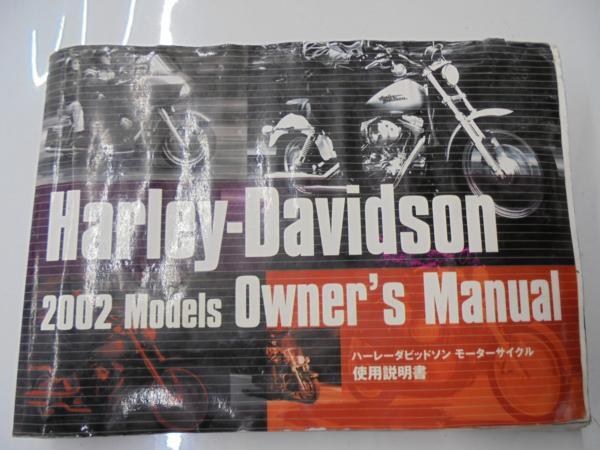 Harley-Davidson
2002 Models Owner's Manual
ハーレーダビッドソン モーターサイクル
使用説明書